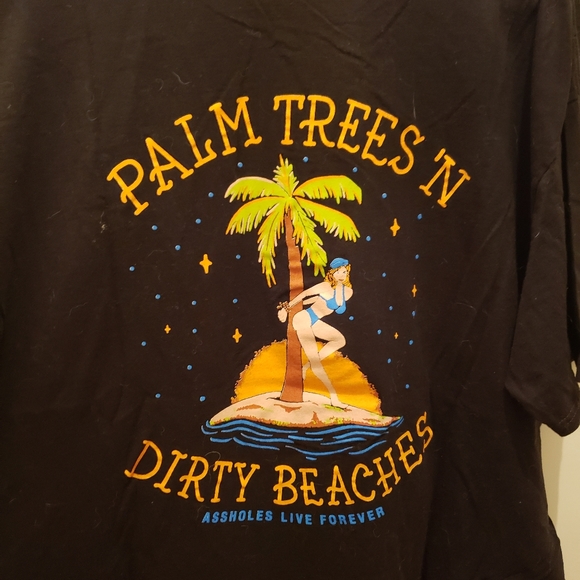 PALM TREES 'N
DIRTY BEACHES
ASSHOLES LIVE FOREVER